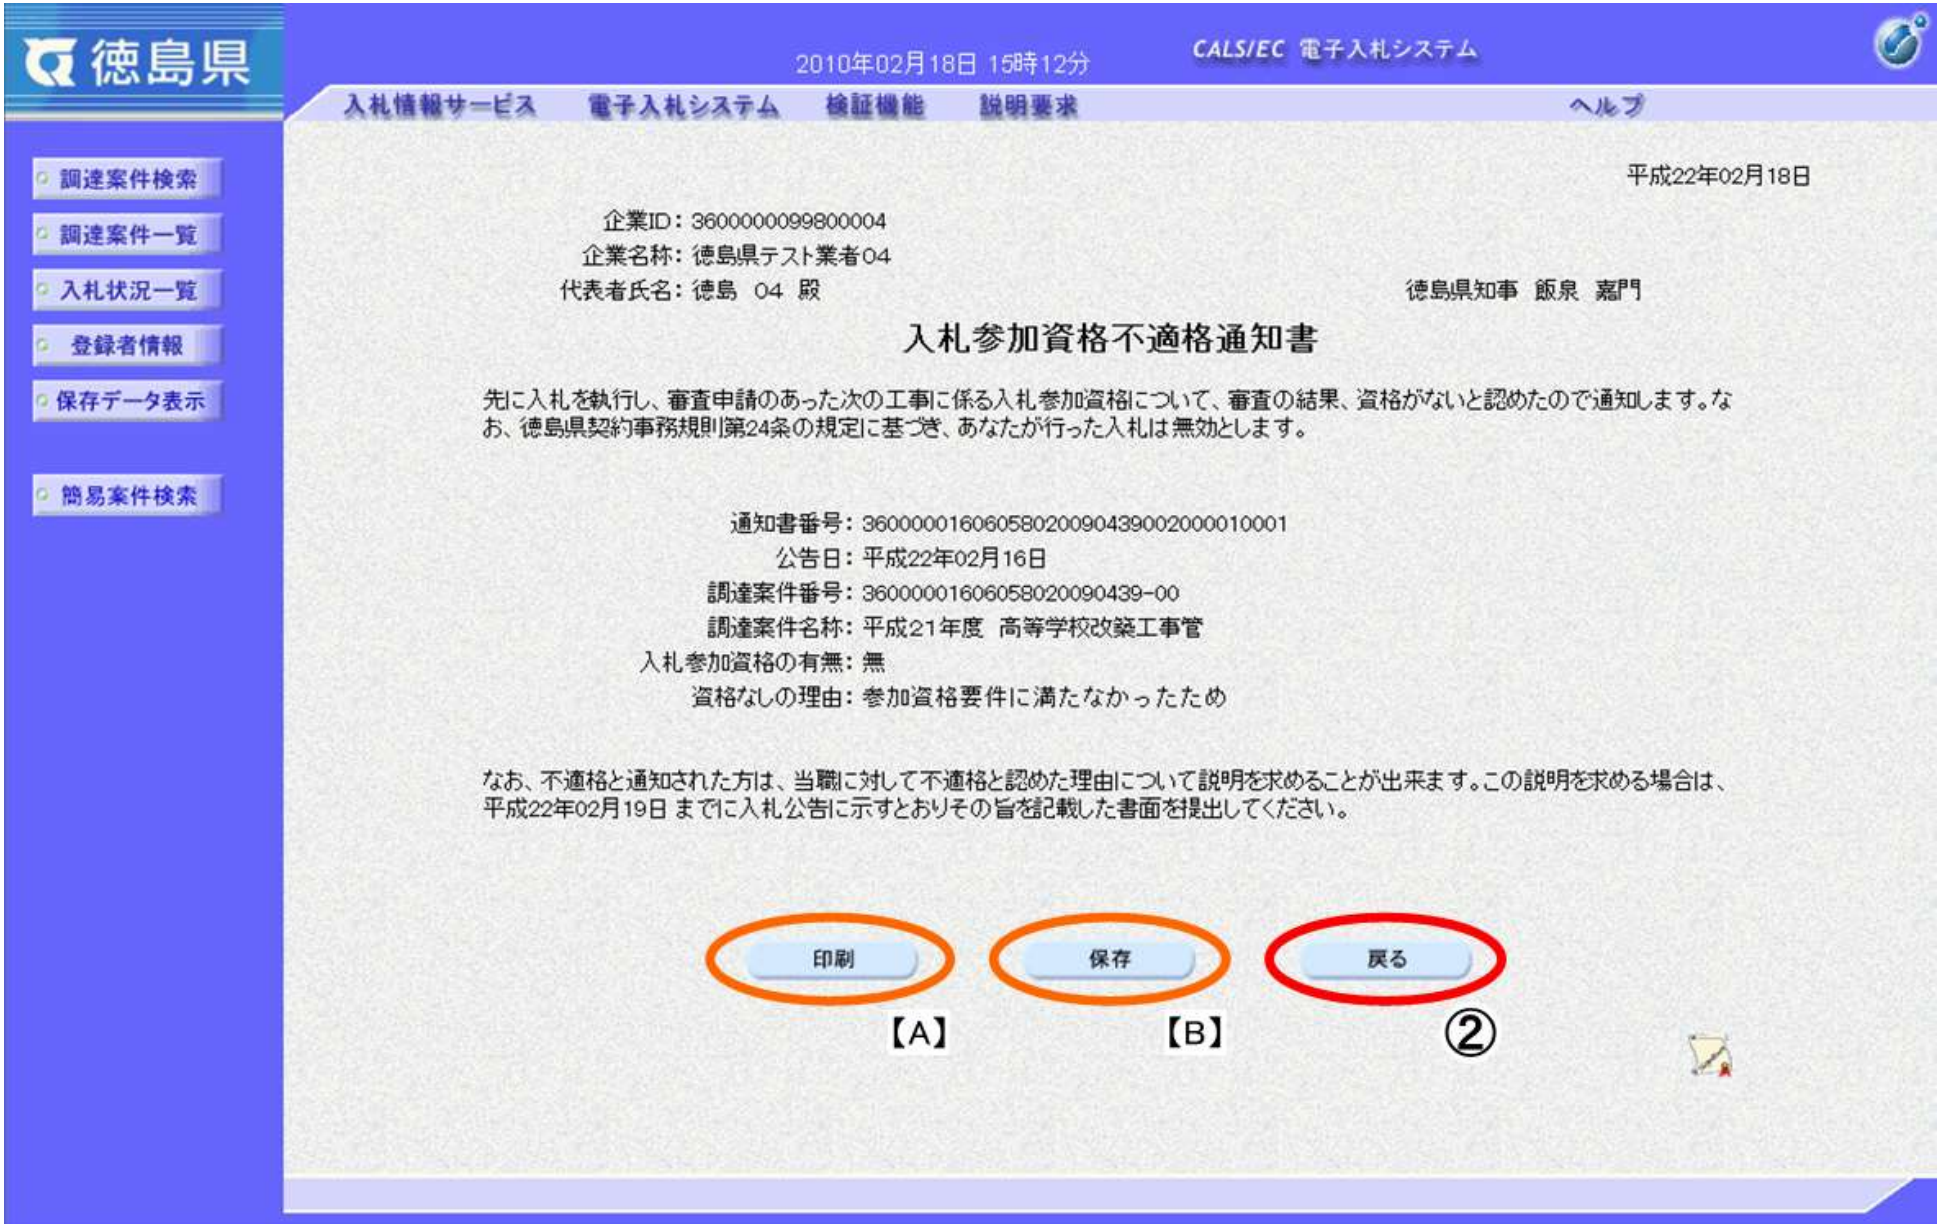 徳島県
2010年02月18日 15時12分
CALS/EC 電子入札システム
入札情報サービス 電子入札システム 検証機能 説明要求 ヘルプ
調達案件検索
調達案件一覧
入札状況一覧
登録者情報
保存データ表示
簡易案件検索
平成22年02月18日
企業ID：3600000099800004
企業名称：徳島県テスト業者04
代表者氏名：徳島 04 殿
徳島県知事 飯泉 嘉門
入札参加資格不適格通知書
先に入札を執行し、審査申請のあった次の工事に係る入札参加資格について、審査の結果、資格がないと認めたので通知します。な
お、徳島県契約事務規則第24条の規定に基づき、あなたが行った入札は無効とします。
通知書番号：36000001606058020090439002000010001
公告日：平成22年02月16日
調達案件番号：36000001606058020090439-00
調達案件名称：平成21年度 高等学校改築工事管
入札参加資格の有無：無
資格なしの理由：参加資格要件に満たなかったため
なお、不適格と通知された方は、当職に対して不適格と認めた理由について説明を求めることが出来ます。この説明を求める場合は、
平成22年02月19日 までに入札公告に示すとおりその旨を記載した書面を提出してください。
印刷 保存 戻る
【A】 【B】 ②